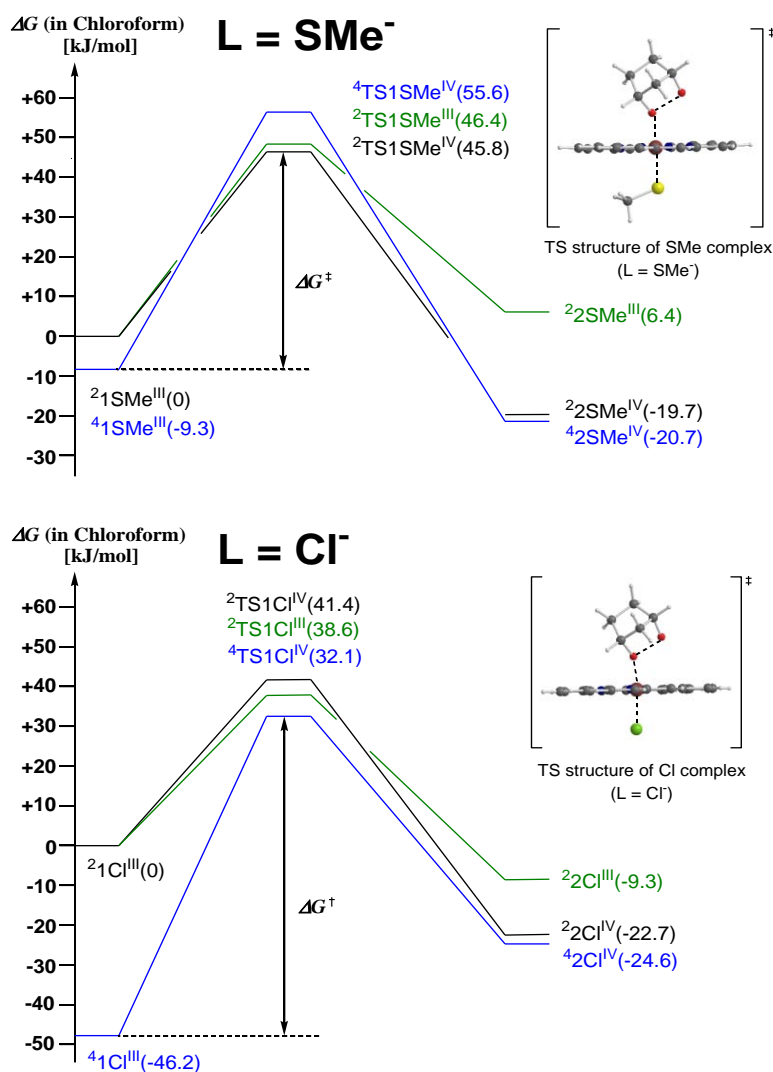 ΔG (in Chloroform)
[kJ/mol]
L = SMe⁻
+60
+50
+40
+30
+20
+10
0
-10
-20
-30
⁴TS1SMeᴵⱽ(55.6)
²TS1SMeᴵᴵᴵ(46.4)
²TS1SMeᴵⱽ(45.8)
ΔG‡
‡
TS structure of SMe complex
(L = SMe⁻)
²2SMeᴵᴵᴵ(6.4)
²1SMeᴵᴵᴵ(0)
⁴1SMeᴵᴵᴵ(-9.3)
²2SMeᴵⱽ(-19.7)
⁴2SMeᴵⱽ(-20.7)
ΔG (in Chloroform)
[kJ/mol]
L = Cl⁻
+60
+50
+40
+30
+20
+10
0
-10
-20
-30
-40
-50
²TS1Clᴵⱽ(41.4)
²TS1Clᴵᴵᴵ(38.6)
⁴TS1Clᴵⱽ(32.1)
‡
TS structure of Cl complex
(L = Cl⁻)
²1Clᴵᴵᴵ(0)
ΔG†
²2Clᴵᴵᴵ(-9.3)
²2Clᴵⱽ(-22.7)
⁴2Clᴵⱽ(-24.6)
⁴1Clᴵᴵᴵ(-46.2)